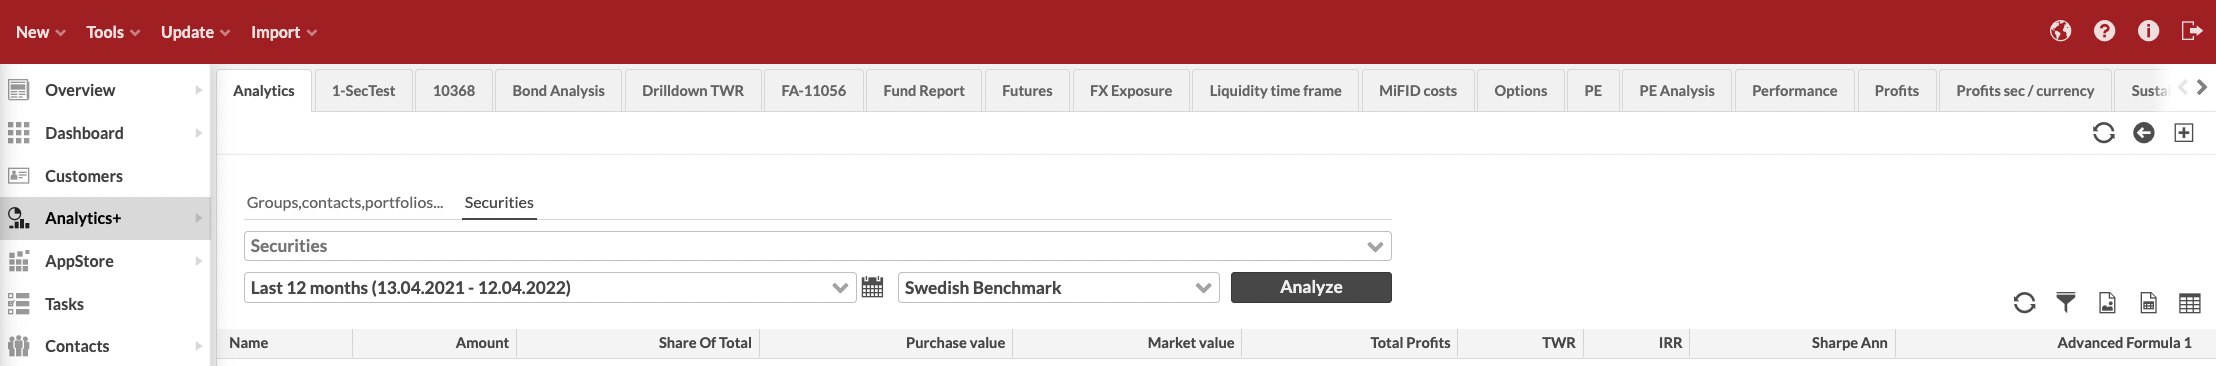 New Tools Update Import
Overview
Dashboard
Customers
Analytics+
AppStore
Tasks
Contacts
Analytics 1-SecTest 10368 Bond Analysis Drilldown TWR FA-11056 Fund Report Futures FX Exposure Liquidity time frame MiFID costs Options PE PE Analysis Performance Profits Profits sec / currency
Groups,contacts,portfolios... Securities
Securities
Last 12 months (13.04.2021 - 12.04.2022) Swedish Benchmark Analyze
Name Amount Share Of Total Purchase value Market value Total Profits TWR IRR Sharpe Ann Advanced Formula 1